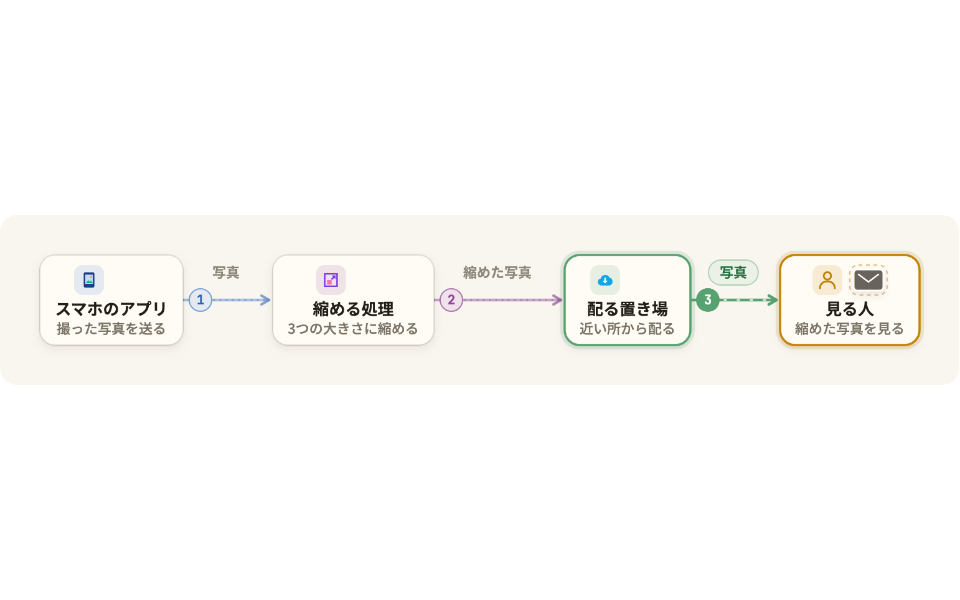 スマホのアプリ
撮った写真を送る
1
写真
縮める処理
3つの大きさに縮める
2
縮めた写真
配る置き場
近い所から配る
3
写真
見る人
縮めた写真を見る